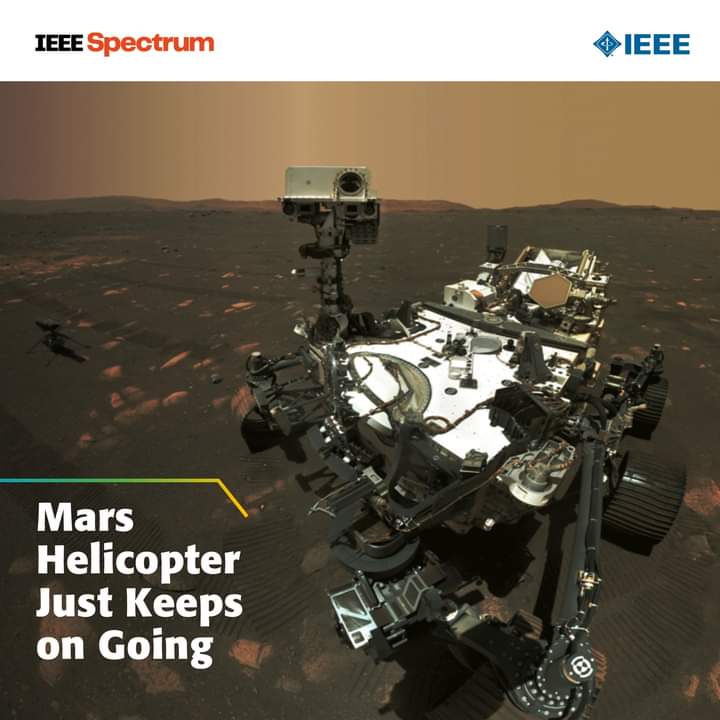 IEEE Spectrum
IEEE
Mars
Helicopter
Just Keeps
on Going